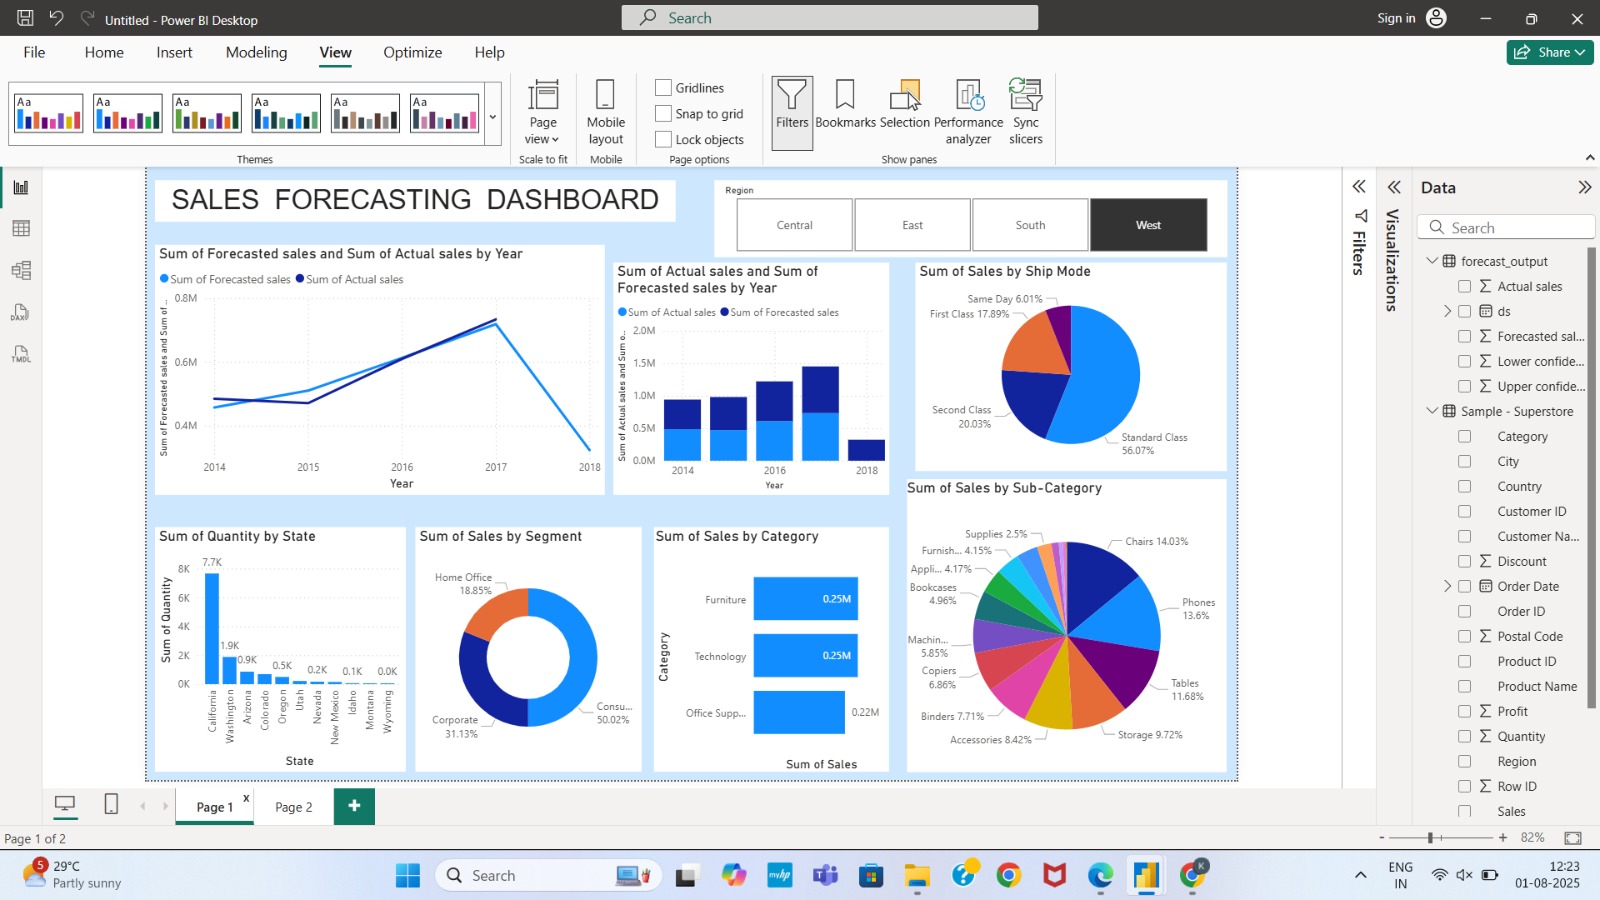 Untitled - Power BI Desktop
Search
Sign in
File
Home
Insert
Modeling
View
Optimize
Help
Share
Aa
Aa
Aa
Aa
Aa
Aa
Themes
Page view
Scale to fit
Mobile layout
Mobile
Gridlines
Snap to grid
Lock objects
Page options
Filters
Bookmarks
Selection
Performance analyzer
Sync slicers
Show panes
DAX
TMDL
SALES FORECASTING DASHBOARD
Region
Central
East
South
West
Sum of Forecasted sales and Sum of Actual sales by Year
Sum of Forecasted sales
Sum of Actual sales
Sum of Forecasted sales and Sum of ...
0.8M
0.6M
0.4M
2014
2015
2016
2017
2018
Year
Sum of Actual sales and Sum of
Forecasted sales by Year
Sum of Actual sales
Sum of Forecasted sales
Sum of Actual sales and Sum o...
2.0M
1.5M
1.0M
0.5M
0.0M
2014
2016
2018
Year
Sum of Sales by Ship Mode
Same Day 6.01%
First Class 17.89%
Second Class
20.03%
Standard Class
56.07%
Sum of Quantity by State
Sum of Quantity
8K
6K
4K
2K
0K
7.7K
1.9K
0.9K
0.5K
0.2K
0.1K
0.0K
California
Washington
Arizona
Colorado
Oregon
Utah
Nevada
New Mexico
Idaho
Montana
Wyoming
State
Sum of Sales by Segment
Home Office
18.85%
Corporate
31.13%
Consu...
50.02%
Sum of Sales by Category
Category
Furniture
0.25M
Technology
0.25M
Office Supp...
0.22M
Sum of Sales
Sum of Sales by Sub-Category
Supplies 2.5%
Furnish... 4.15%
Appli... 4.17%
Bookcases
4.96%
Machin...
5.85%
Copiers
6.86%
Binders 7.71%
Accessories 8.42%
Chairs 14.03%
Phones
13.6%
Tables
11.68%
Storage 9.72%
Filters
Visualizations
Data
Search
forecast_output
Actual sales
ds
Forecasted sal...
Lower confide...
Upper confide...
Sample - Superstore
Category
City
Country
Customer ID
Customer Na...
Discount
Order Date
Order ID
Postal Code
Product ID
Product Name
Profit
Quantity
Region
Row ID
Sales
Page 1
x
Page 2
+
Page 1 of 2
- + 82%
5
29°C
Partly sunny
Search
myhp
K
ENG
IN
12:23
01-08-2025